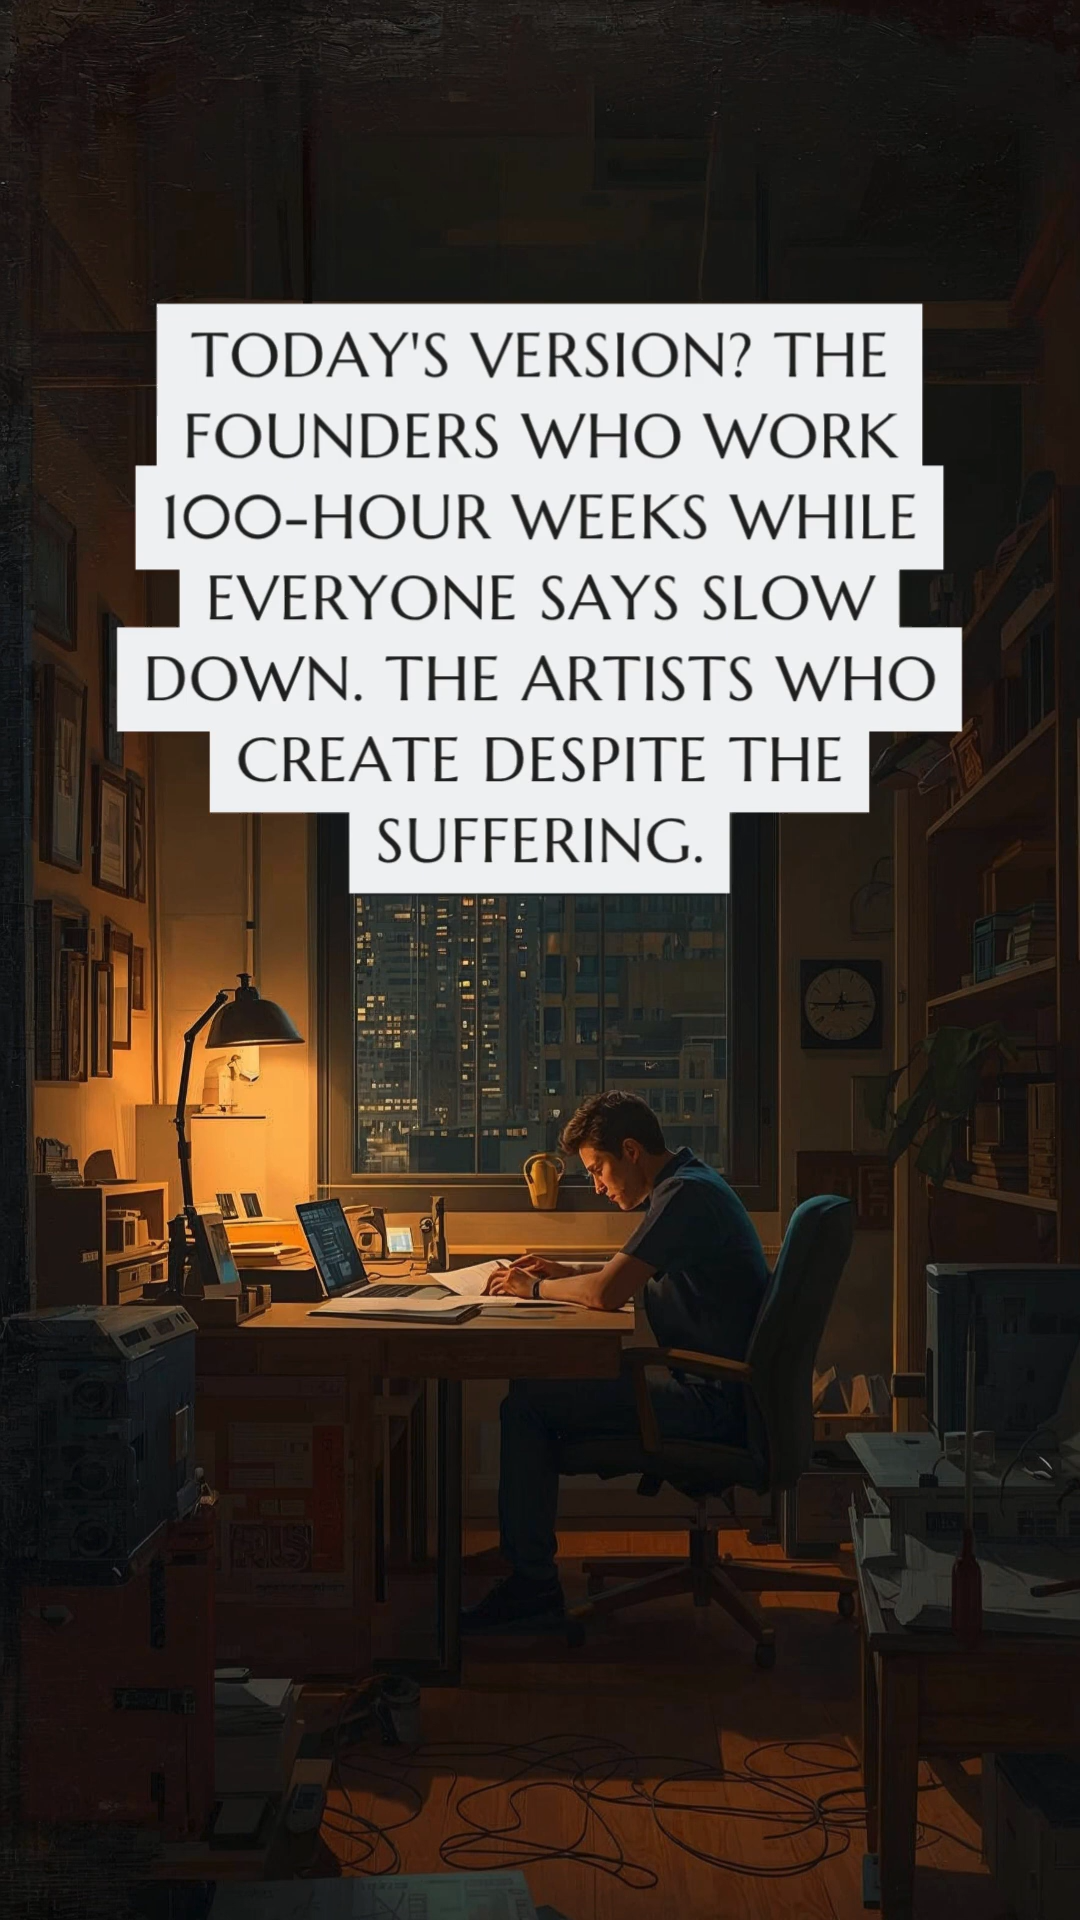 TODAY'S VERSION? THE
FOUNDERS WHO WORK
100-HOUR WEEKS WHILE
EVERYONE SAYS SLOW
DOWN. THE ARTISTS WHO
CREATE DESPITE THE
SUFFERING.